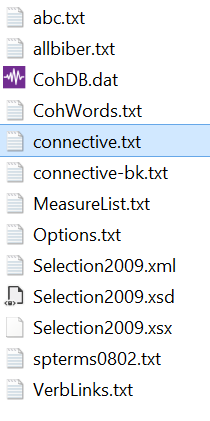 abc.txt
allbiber.txt
CohDB.dat
CohWords.txt
connective.txt
connective-bk.txt
MeasureList.txt
Options.txt
Selection2009.xml
Selection2009.xsd
Selection2009.xsx
spterms0802.txt
VerbLinks.txt